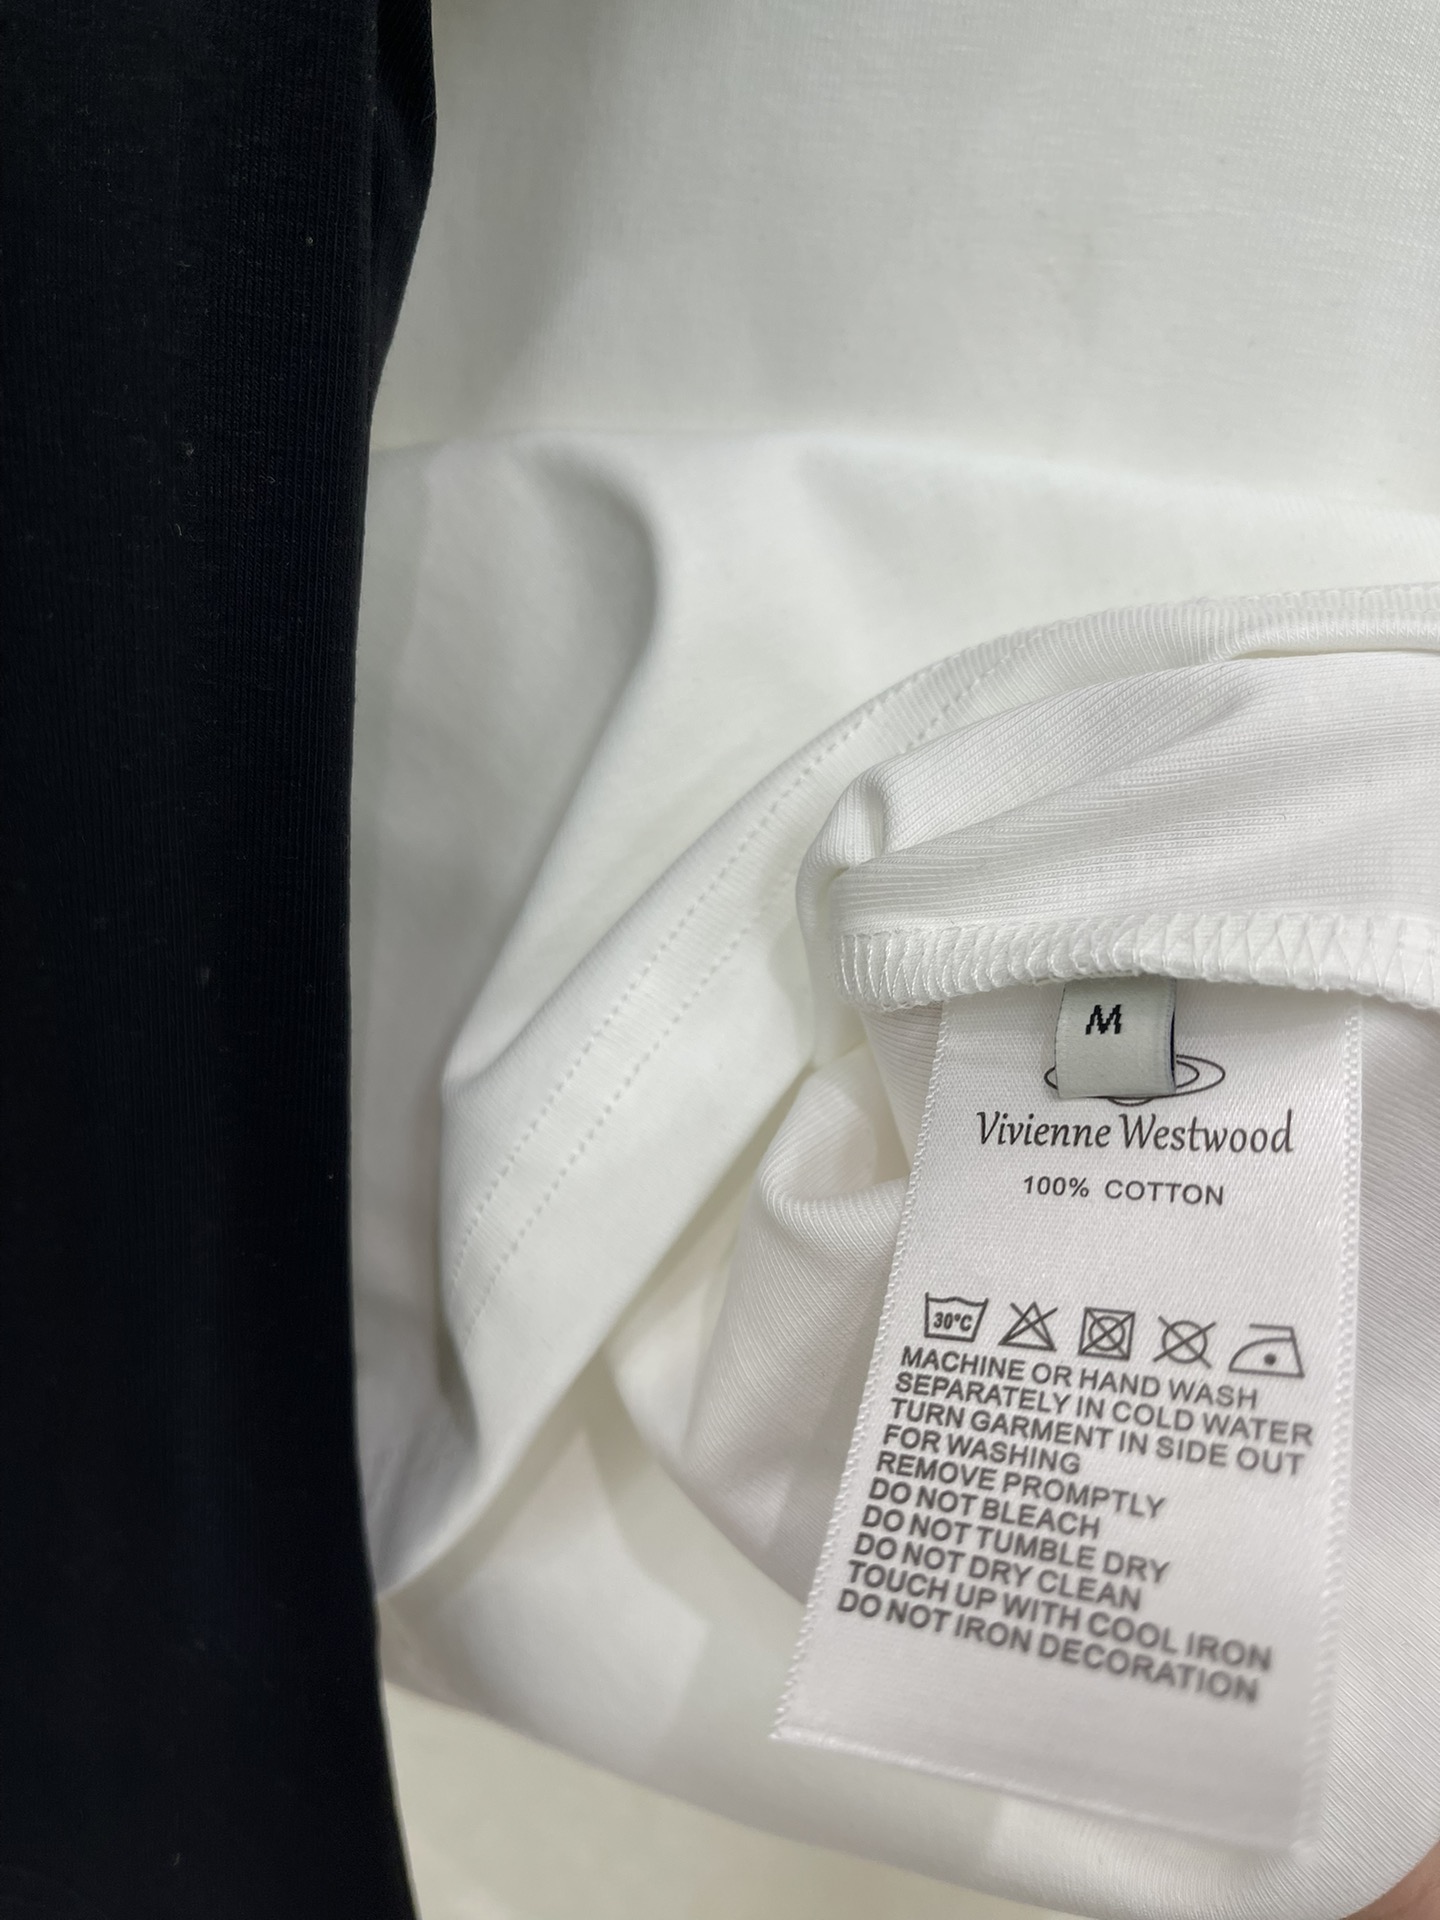 M
Vivienne Westwood
100% COTTON
30°C
MACHINE OR HAND WASH
SEPARATELY IN COLD WATER
TURN GARMENT IN SIDE OUT
FOR WASHING
REMOVE PROMPTLY
DO NOT BLEACH
DO NOT TUMBLE DRY
DO NOT DRY CLEAN
TOUCH UP WITH COOL IRON
DO NOT IRON DECORATION